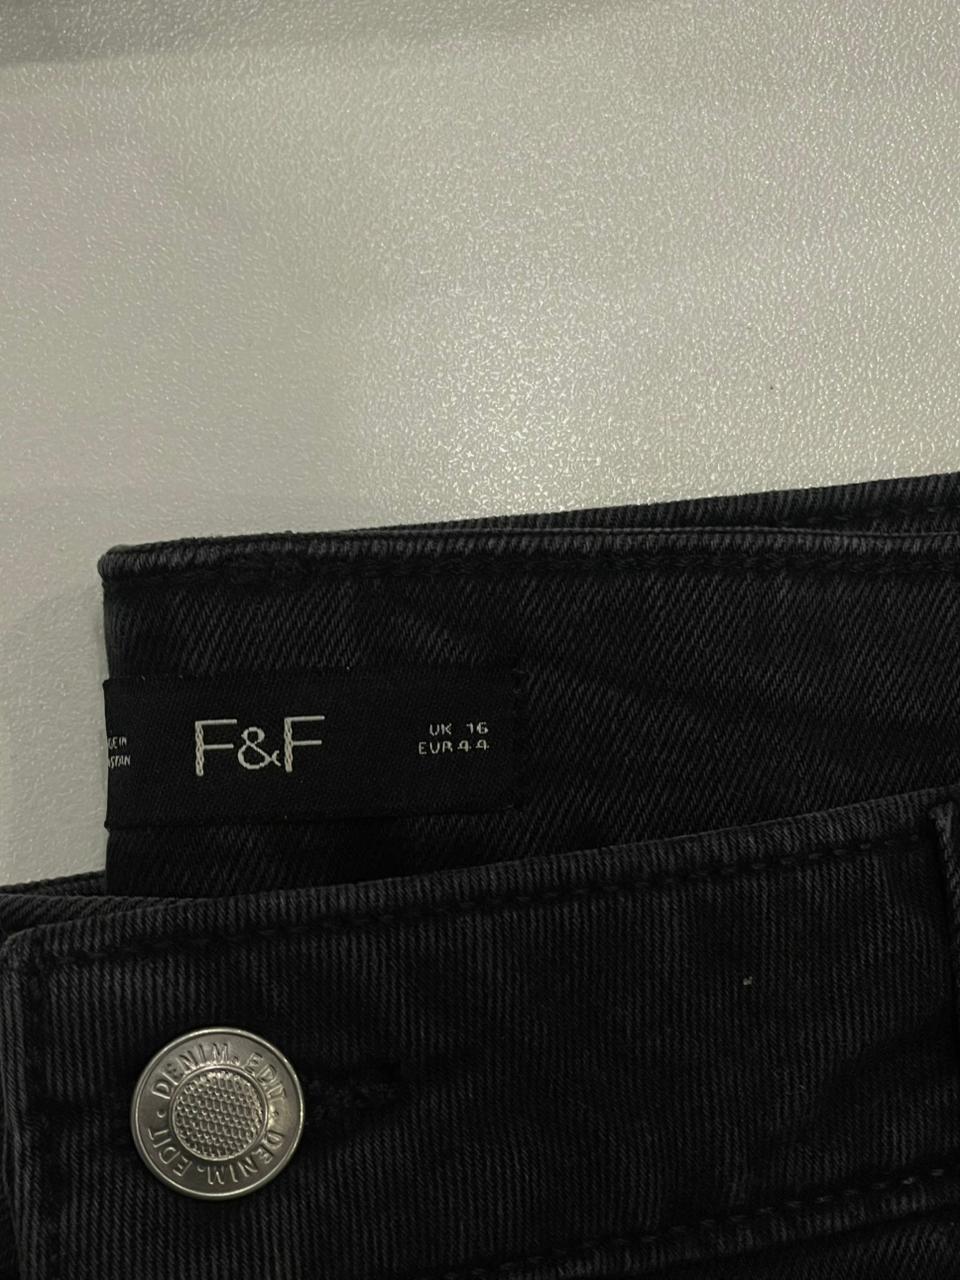 F&F
UK 16
EUR 44
DENIM.EDIT · DENIM.EDIT ·